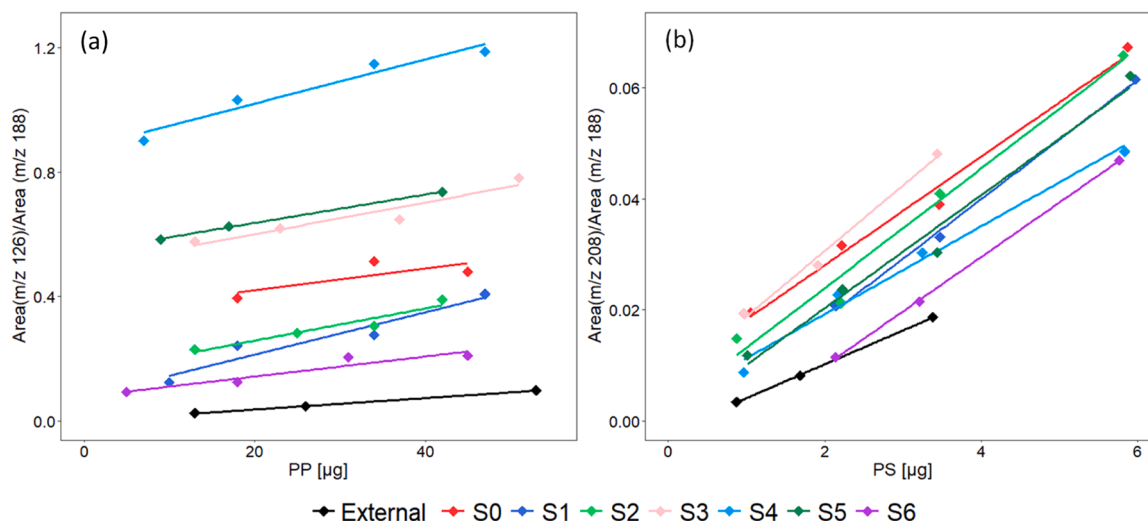 (a)
Area(m/z 126)/Area (m/z 188)
1.2
0.8
0.4
0.0
0 20 40
PP [µg]
(b)
Area(m/z 208)/Area (m/z 188)
0.06
0.04
0.02
0.00
0 2 4 6
PS [µg]
External S0 S1 S2 S3 S4 S5 S6